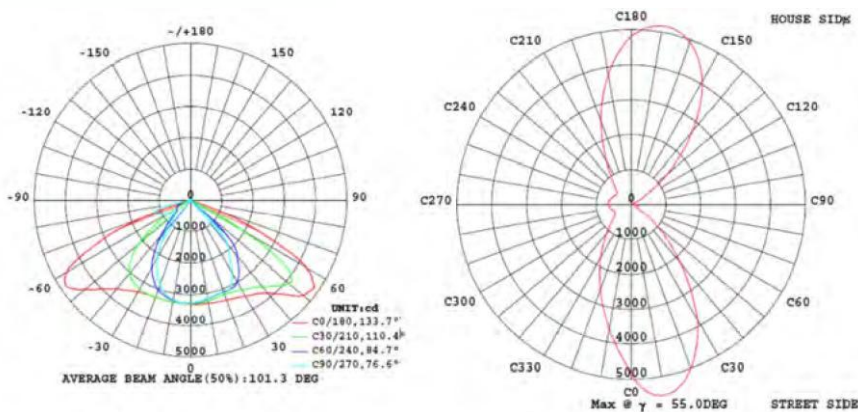 -/+180
-150
150
-120
120
-90
90
-60
60
-30
30
0
0
1000
2000
3000
4000
5000
UNIT:cd
C0/180,133.7°
C30/210,110.4°
C60/240,84.7°
C90/270,76.6°
AVERAGE BEAM ANGLE(50%):101.3 DEG
C180
HOUSE SIDE
C210
C150
C240
C120
C270
C90
C300
C60
C330
C30
C0
0
1000
2000
3000
4000
5000
Max @ γ = 55.0DEG
STREET SIDE